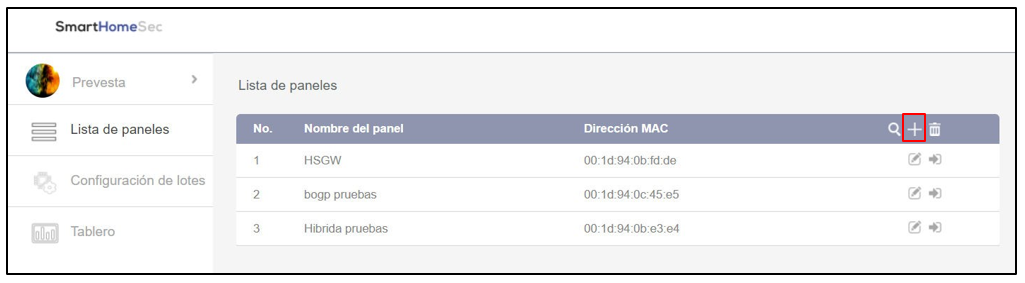 SmartHomeSec
Prevesta
Lista de paneles
Configuración de lotes
Tablero
Lista de paneles
No. Nombre del panel Dirección MAC
1 HSGW 00:1d:94:0b:fd:de
2 bogp pruebas 00:1d:94:0c:45:e5
3 Hibrida pruebas 00:1d:94:0b:e3:e4